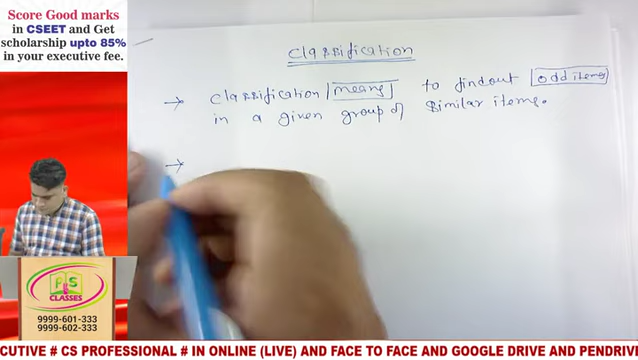 Score Good marks
in CSEET and Get
scholarship upto 85%
in your executive fee.
Classification
→ Classification means to findout odd items
in a given group of similar items.
→
PS
CLASSES
9999-601-333
9999-602-333
CUTIVE # CS PROFESSIONAL # IN ONLINE (LIVE) AND FACE TO FACE AND GOOGLE DRIVE AND PENDRIV